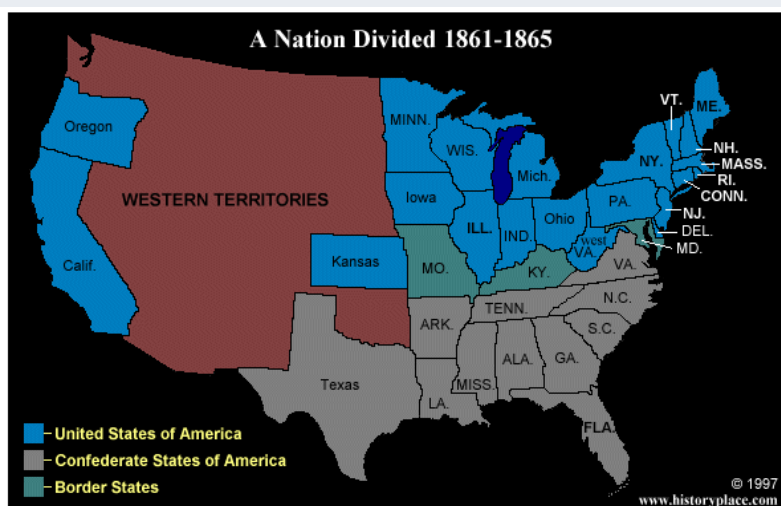 A Nation Divided 1861-1865
VT.
ME.
Oregon
MINN.
WIS.
Mich.
NY.
NH.
MASS.
RI.
CONN.
WESTERN TERRITORIES
Iowa
ILL.
IND.
Ohio
PA.
NJ.
DEL.
MD.
west
VA.
Calif.
Kansas
MO.
KY.
VA.
TENN.
N.C.
ARK.
S.C.
Texas
LA.
MISS.
ALA.
GA.
FLA.
United States of America
Confederate States of America
Border States
© 1997
www.historyplace.com